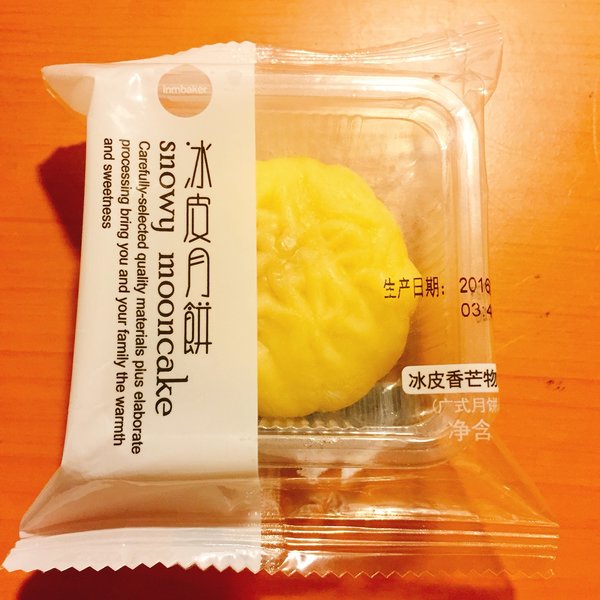 inmbaker
冰皮月餅
snowy mooncake
Carefully-selected quality materials plus elaborate
processing bring you and your family the warmth
and sweetness
生产日期: 2016
03:4
冰皮香芒物
(广式月饼
净含